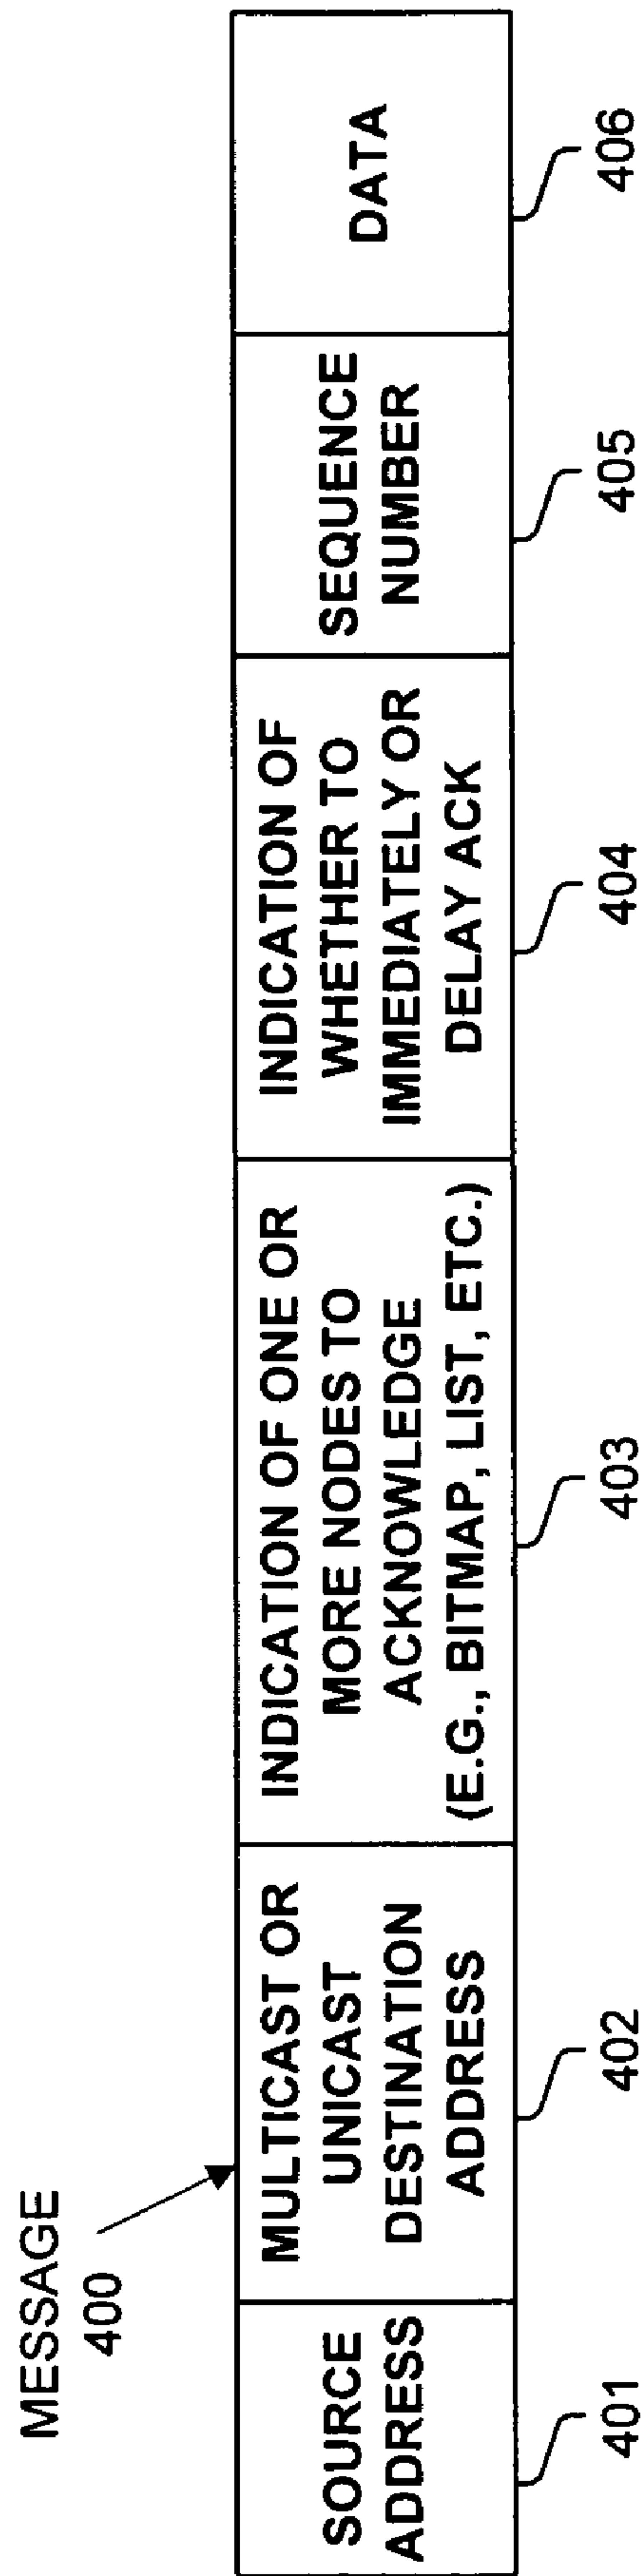 MESSAGE
400
SOURCE
ADDRESS
MULTICAST OR
UNICAST
DESTINATION
ADDRESS
INDICATION OF ONE OR
MORE NODES TO
ACKNOWLEDGE
(E.G., BITMAP, LIST, ETC.)
INDICATION OF
WHETHER TO
IMMEDIATELY OR
DELAY ACK
SEQUENCE
NUMBER
DATA
401
402
403
404
405
406